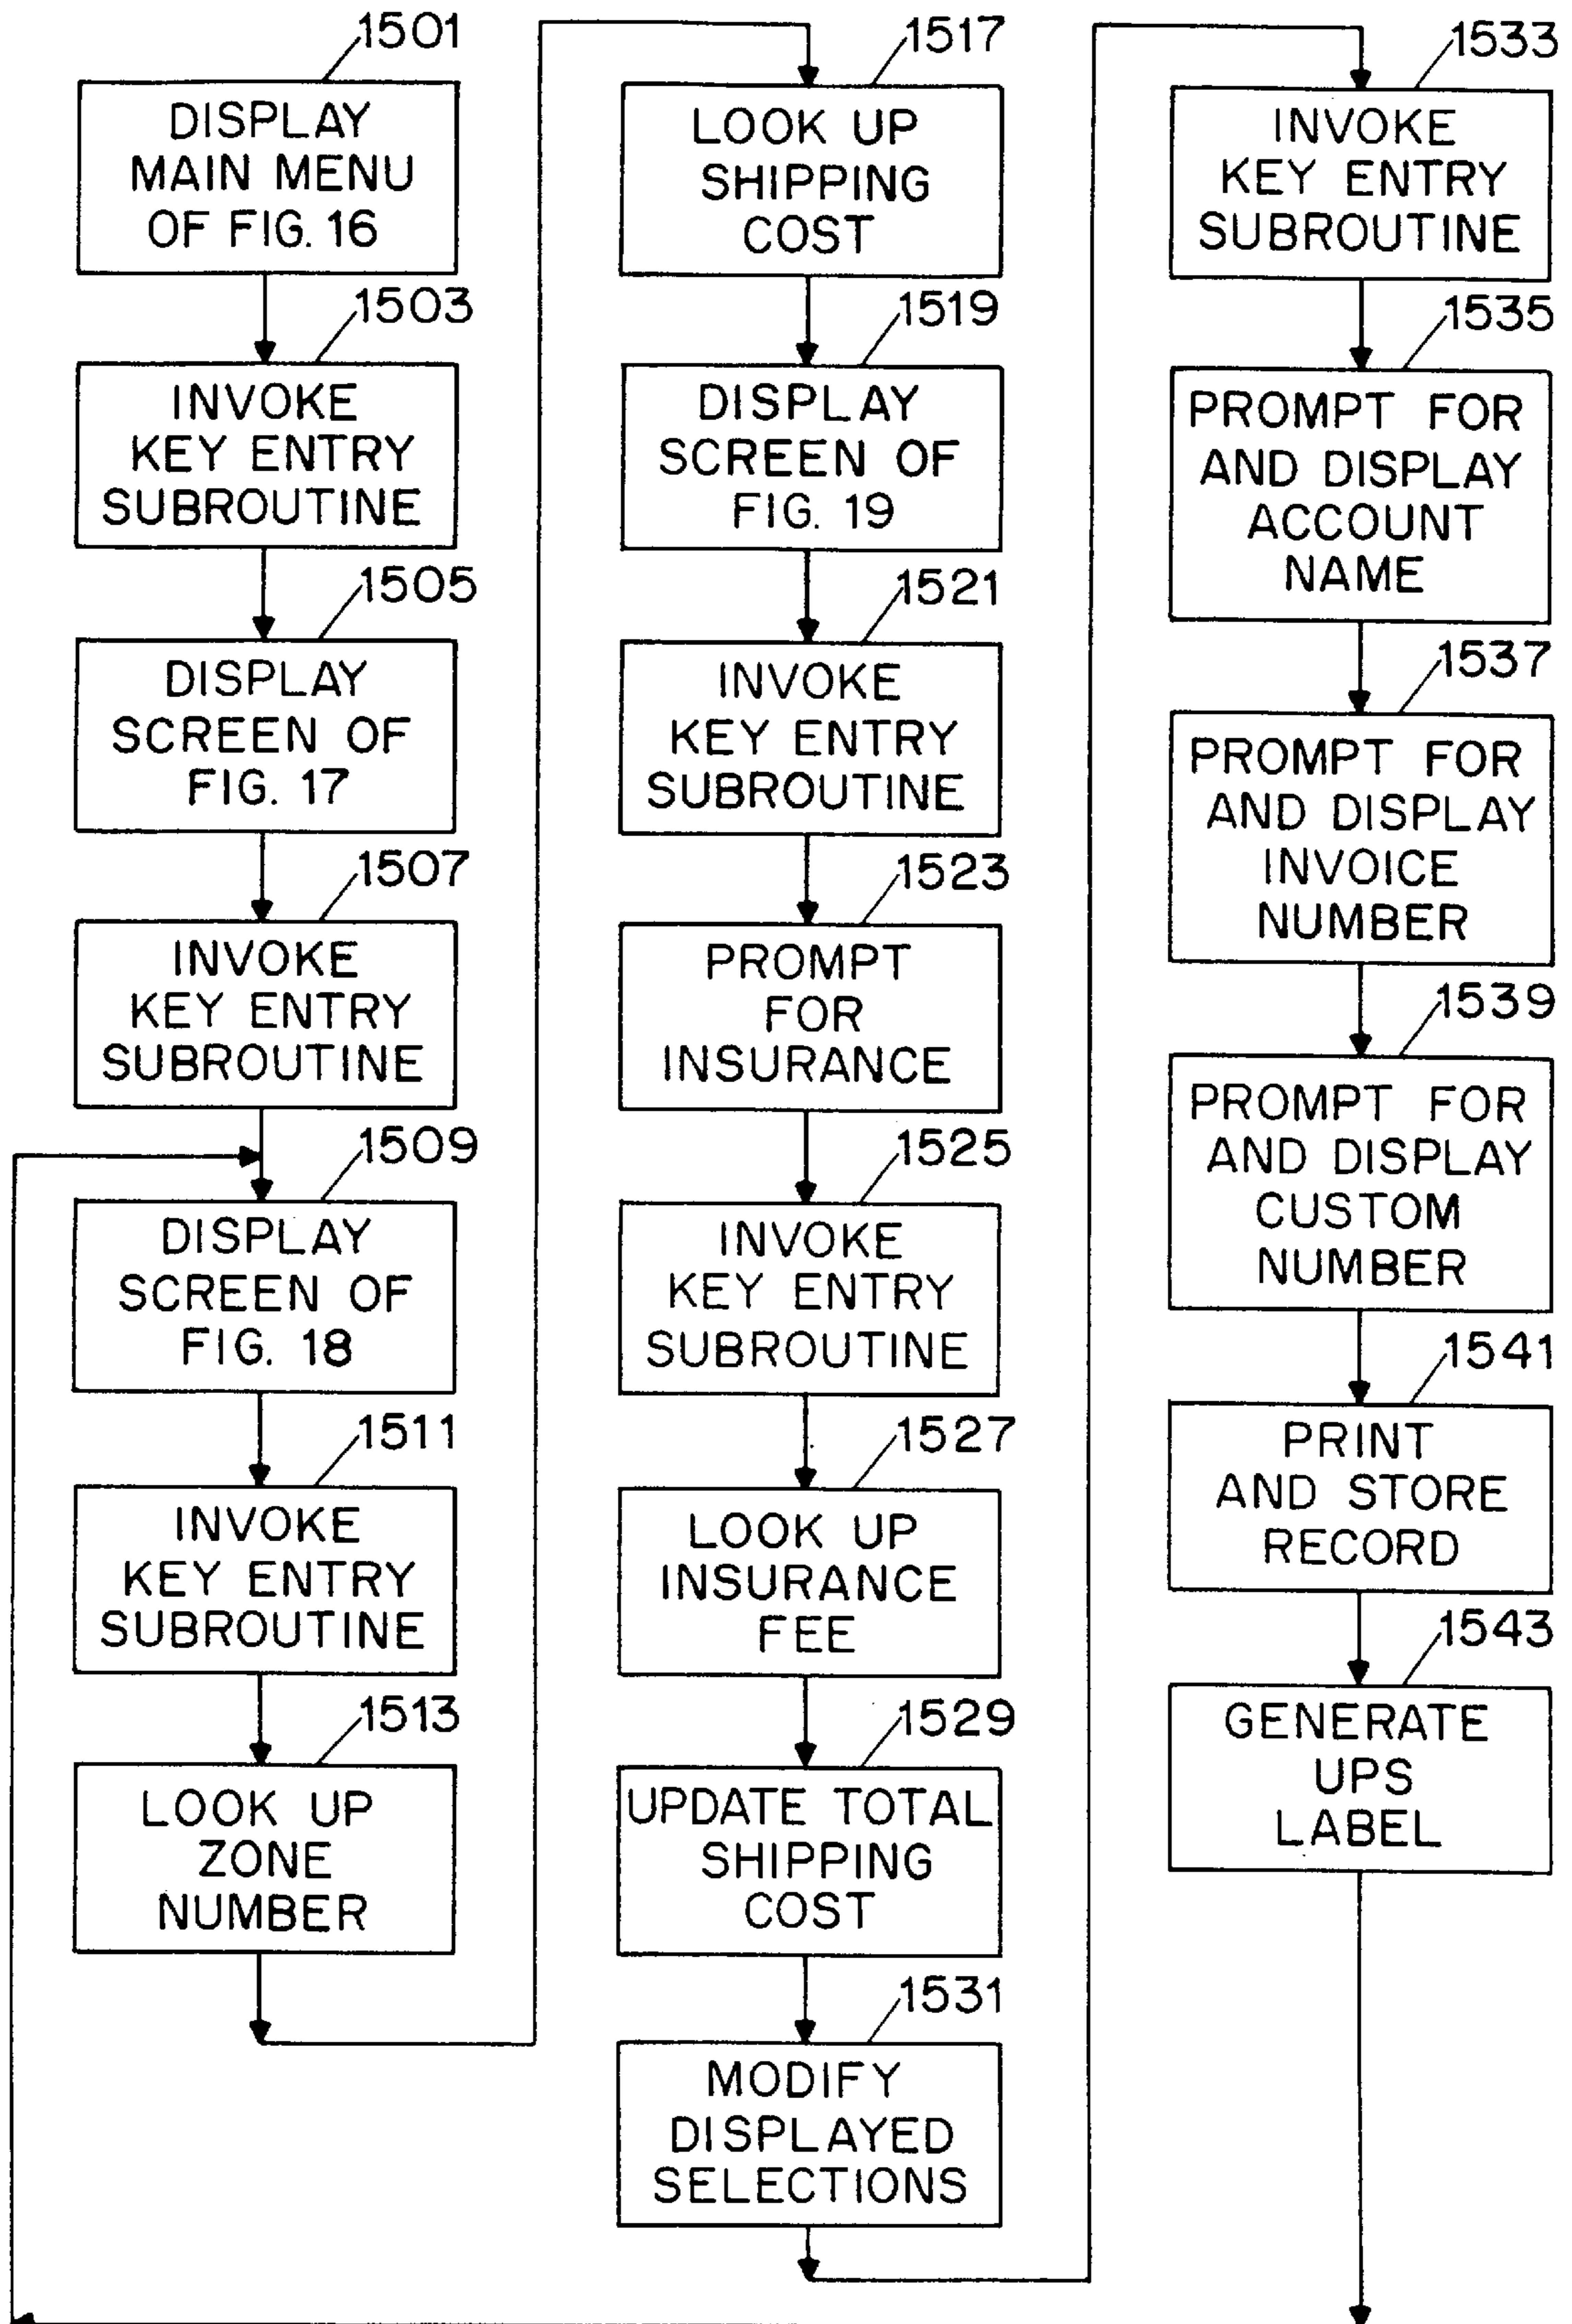 1501
DISPLAY
MAIN MENU
OF FIG. 16
1503
INVOKE
KEY ENTRY
SUBROUTINE
1505
DISPLAY
SCREEN OF
FIG. 17
1507
INVOKE
KEY ENTRY
SUBROUTINE
1509
DISPLAY
SCREEN OF
FIG. 18
1511
INVOKE
KEY ENTRY
SUBROUTINE
1513
LOOK UP
ZONE
NUMBER
1517
LOOK UP
SHIPPING
COST
1519
DISPLAY
SCREEN OF
FIG. 19
1521
INVOKE
KEY ENTRY
SUBROUTINE
1523
PROMPT
FOR
INSURANCE
1525
INVOKE
KEY ENTRY
SUBROUTINE
1527
LOOK UP
INSURANCE
FEE
1529
UPDATE TOTAL
SHIPPING
COST
1531
MODIFY
DISPLAYED
SELECTIONS
1533
INVOKE
KEY ENTRY
SUBROUTINE
1535
PROMPT FOR
AND DISPLAY
ACCOUNT
NAME
1537
PROMPT FOR
AND DISPLAY
INVOICE
NUMBER
1539
PROMPT FOR
AND DISPLAY
CUSTOM
NUMBER
1541
PRINT
AND STORE
RECORD
1543
GENERATE
UPS
LABEL